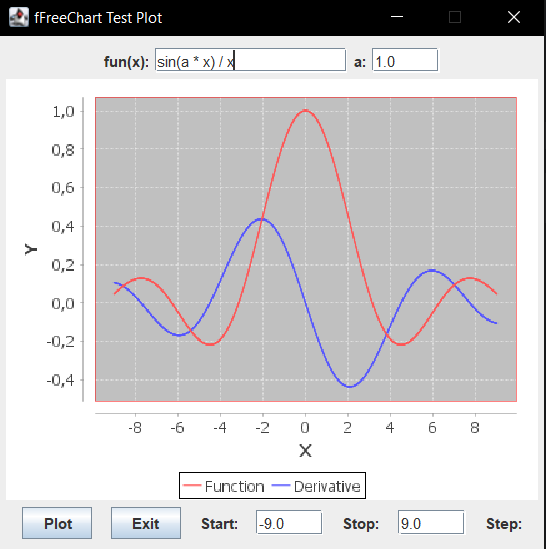 fFreeChart Test Plot
fun(x): sin(a * x) / x a: 1.0
1,0
0,8
0,6
0,4
0,2
0,0
-0,2
-0,4
Y
-8 -6 -4 -2 0 2 4 6 8
X
Function Derivative
Plot Exit Start: -9.0 Stop: 9.0 Step: